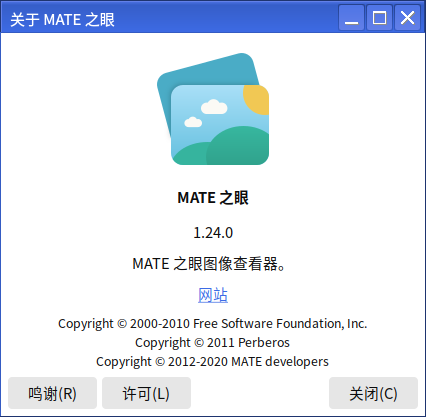 关于 MATE 之眼
MATE 之眼
1.24.0
MATE 之眼图像查看器。
网站
Copyright © 2000-2010 Free Software Foundation, Inc.
Copyright © 2011 Perberos
Copyright © 2012-2020 MATE developers
鸣谢(R) 许可(L) 关闭(C)